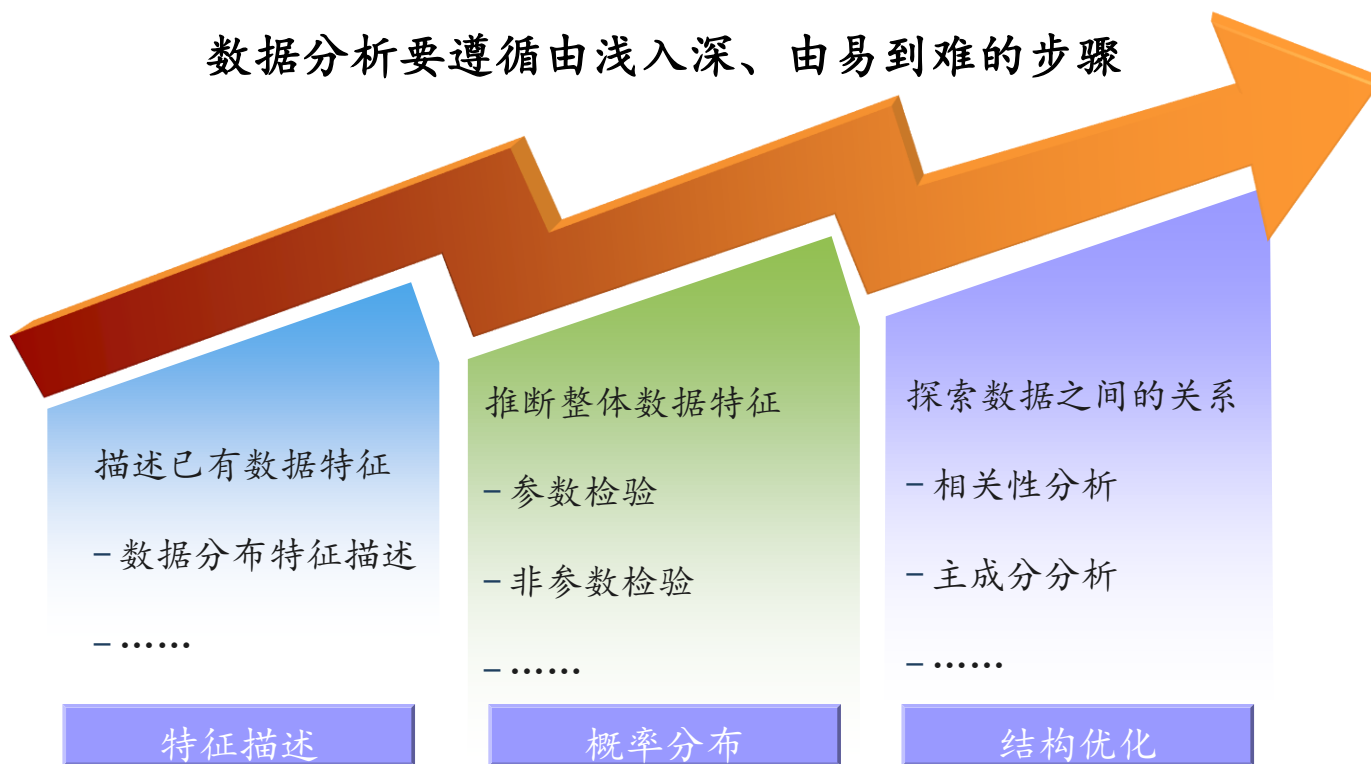 数据分析要遵循由浅入深、由易到难的步骤
描述已有数据特征
–数据分布特征描述
–……
特征描述
推断整体数据特征
–参数检验
–非参数检验
–……
概率分布
探索数据之间的关系
–相关性分析
–主成分分析
–……
结构优化